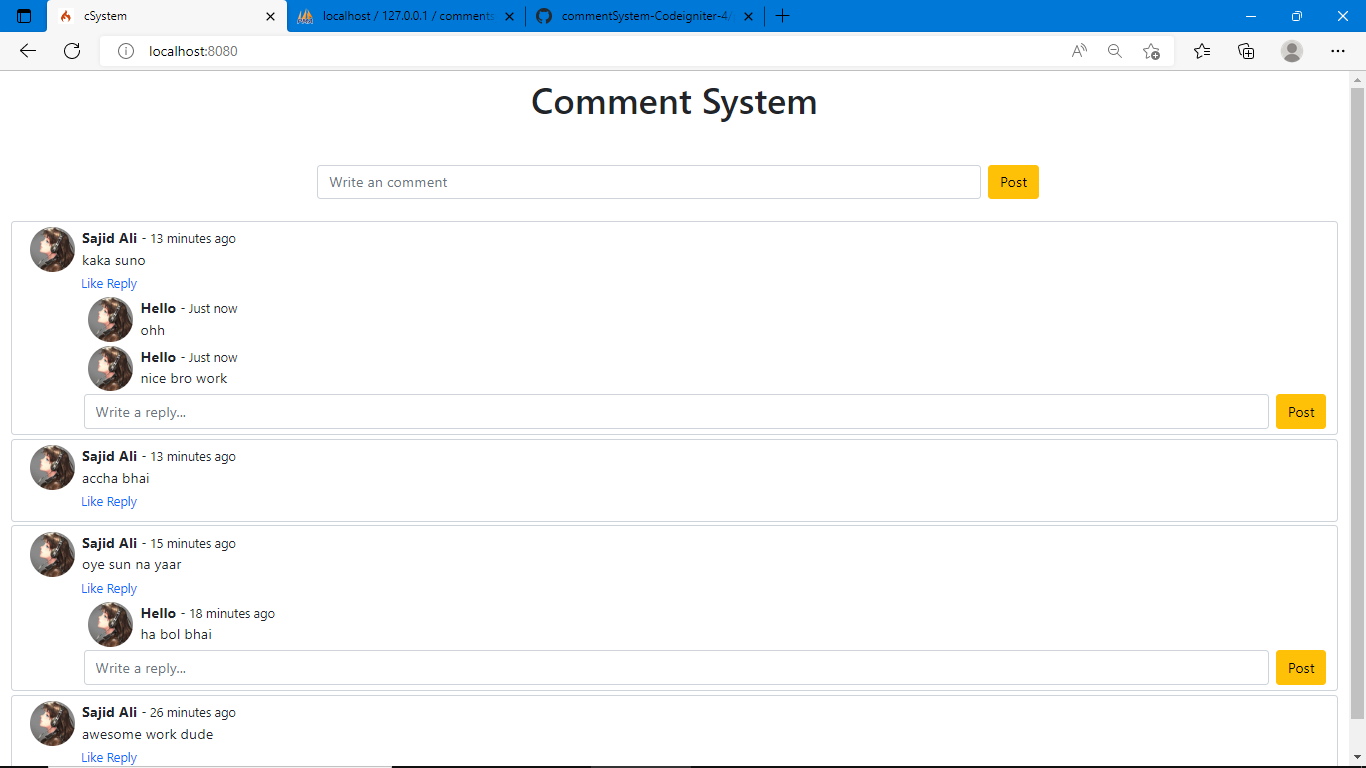 cSystem
localhost / 127.0.0.1 / comments
commentSystem-Codeigniter-4/
localhost:8080
Comment System
Write an comment
Post
Sajid Ali - 13 minutes ago
kaka suno
Like Reply
Hello - Just now
ohh
Hello - Just now
nice bro work
Write a reply...
Post
Sajid Ali - 13 minutes ago
accha bhai
Like Reply
Sajid Ali - 15 minutes ago
oye sun na yaar
Like Reply
Hello - 18 minutes ago
ha bol bhai
Write a reply...
Post
Sajid Ali - 26 minutes ago
awesome work dude
Like Reply